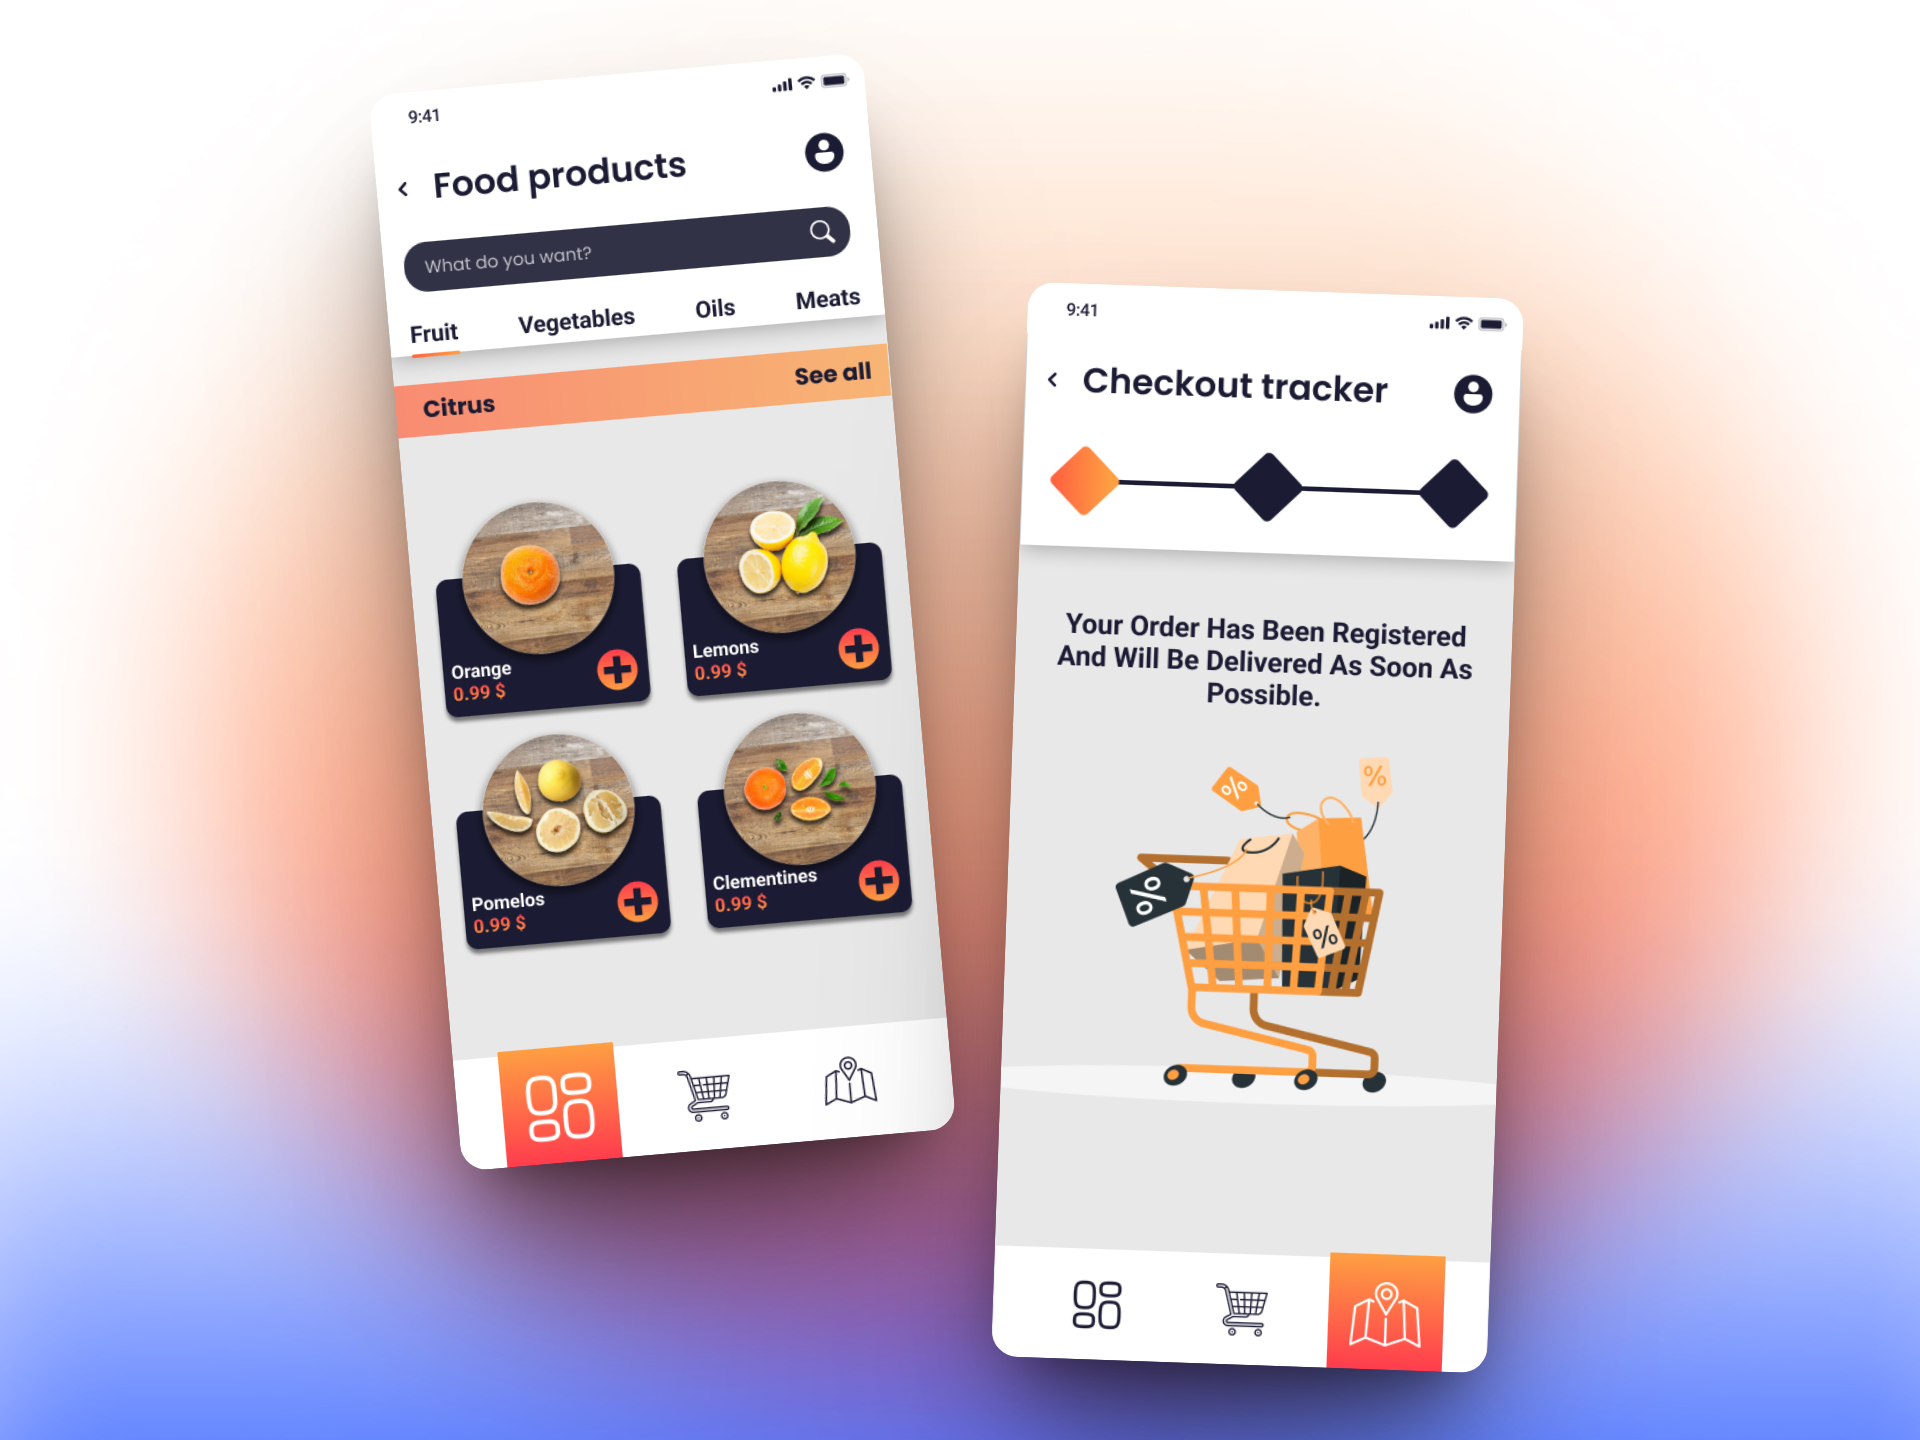 9:41
Food products
What do you want?
Fruit Vegetables Oils Meats
Citrus See all
Orange
0.99 $
Lemons
0.99 $
Pomelos
0.99 $
Clementines
0.99 $
9:41
Checkout tracker
Your Order Has Been Registered
And Will Be Delivered As Soon As
Possible.
%
%
%
%